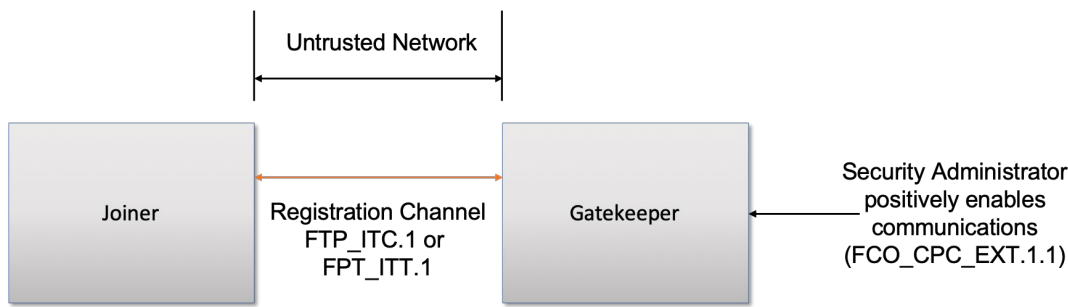 Untrusted Network
Joiner
Registration Channel
FTP_ITC.1 or
FPT_ITT.1
Gatekeeper
Security Administrator
positively enables
communications
(FCO_CPC_EXT.1.1)